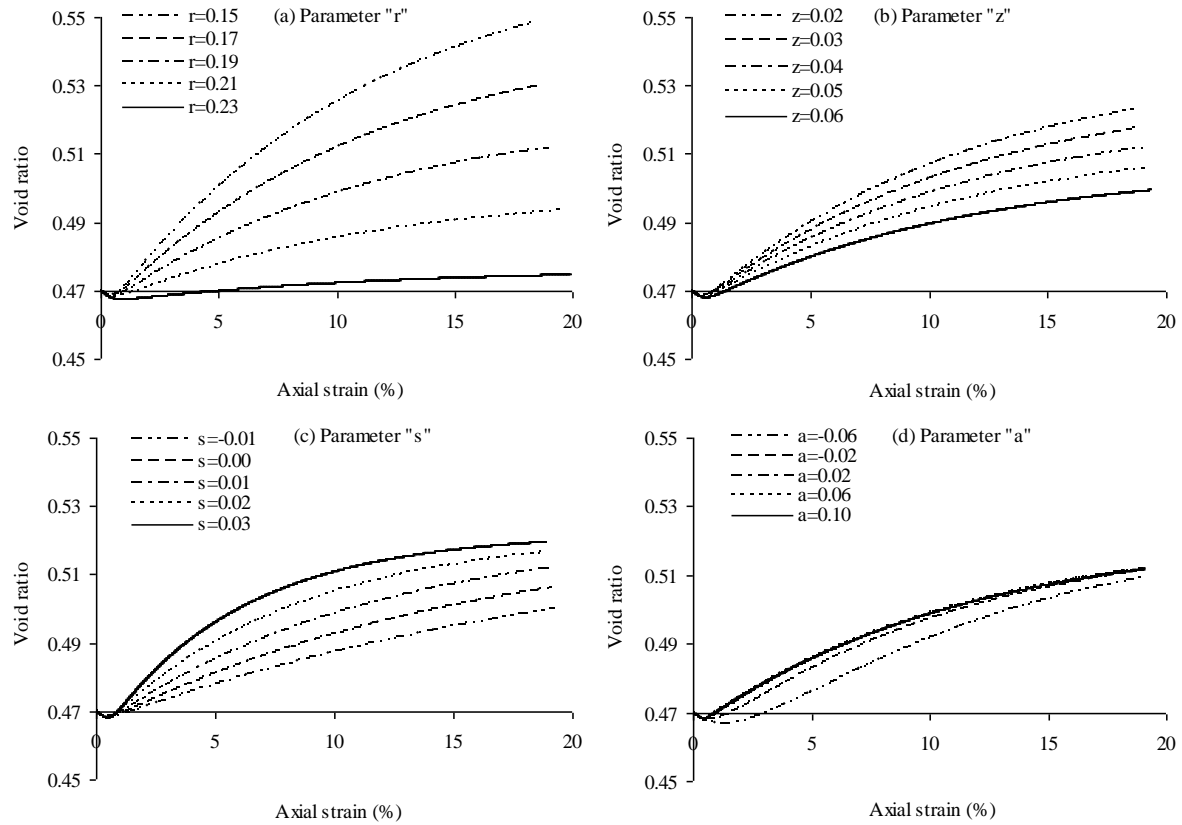 (a) Parameter "r"
r=0.15
r=0.17
r=0.19
r=0.21
r=0.23
0.55
0.53
0.51
0.49
0.47
0.45
0 5 10 15 20
Void ratio
Axial strain (%)
(b) Parameter "z"
z=0.02
z=0.03
z=0.04
z=0.05
z=0.06
0.55
0.53
0.51
0.49
0.47
0.45
0 5 10 15 20
Void ratio
Axial strain (%)
(c) Parameter "s"
s=-0.01
s=0.00
s=0.01
s=0.02
s=0.03
0.55
0.53
0.51
0.49
0.47
0.45
0 5 10 15 20
Void ratio
Axial strain (%)
(d) Parameter "a"
a=-0.06
a=-0.02
a=0.02
a=0.06
a=0.10
0.55
0.53
0.51
0.49
0.47
0.45
0 5 10 15 20
Void ratio
Axial strain (%)